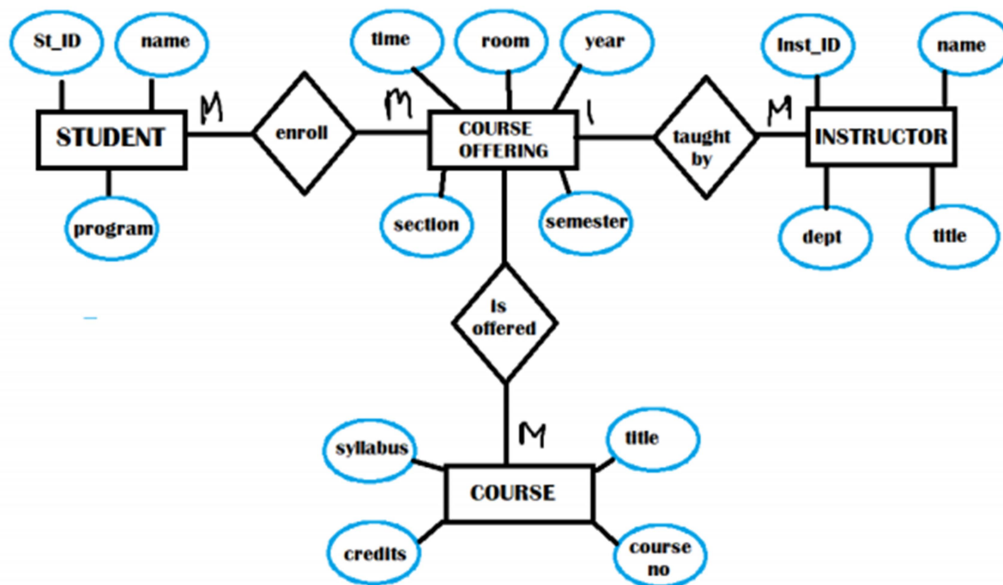 St_ID
name
time
room
year
Inst_ID
name
STUDENT
M
enroll
M
COURSE
OFFERING
1
taught
by
M
INSTRUCTOR
program
section
semester
dept
title
is
offered
M
syllabus
title
COURSE
credits
course
no